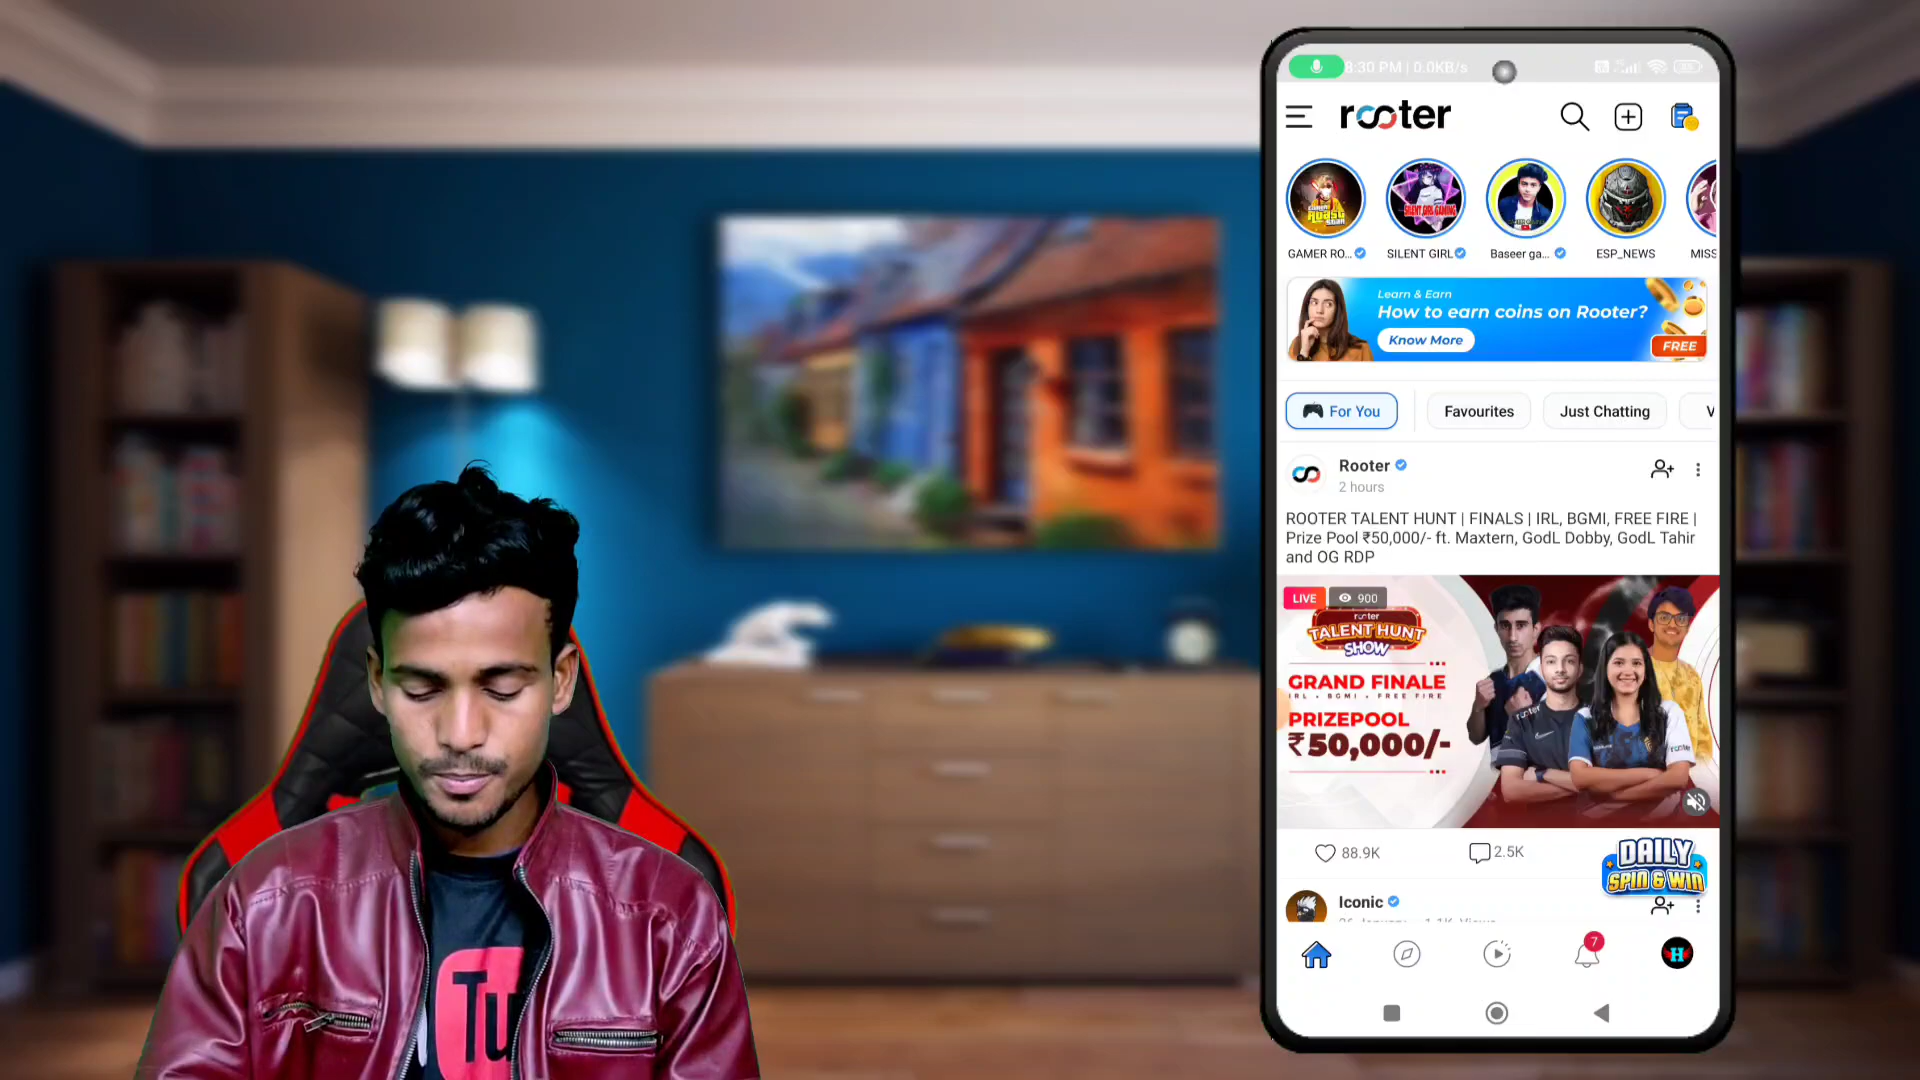 8:30 PM | 0.0KB/s
rooter
GAMER RO...
SILENT GIRL
Baseer ga...
ESP_NEWS
MISS
SILENT GIRL GAMING
Learn & Earn
How to earn coins on Rooter?
Know More
FREE
For You
Favourites
Just Chatting
V
Rooter
2 hours
ROOTER TALENT HUNT | FINALS | IRL, BGMI, FREE FIRE |
Prize Pool ₹50,000/- ft. Maxtern, GodL Dobby, GodL Tahir
and OG RDP
LIVE
900
rooter
TALENT HUNT
SHOW
GRAND FINALE
IRL • BGMI • FREE FIRE
PRIZEPOOL
₹50,000/-
88.9K
2.5K
DAILY
SPIN & WIN
Iconic
7
H
Tu